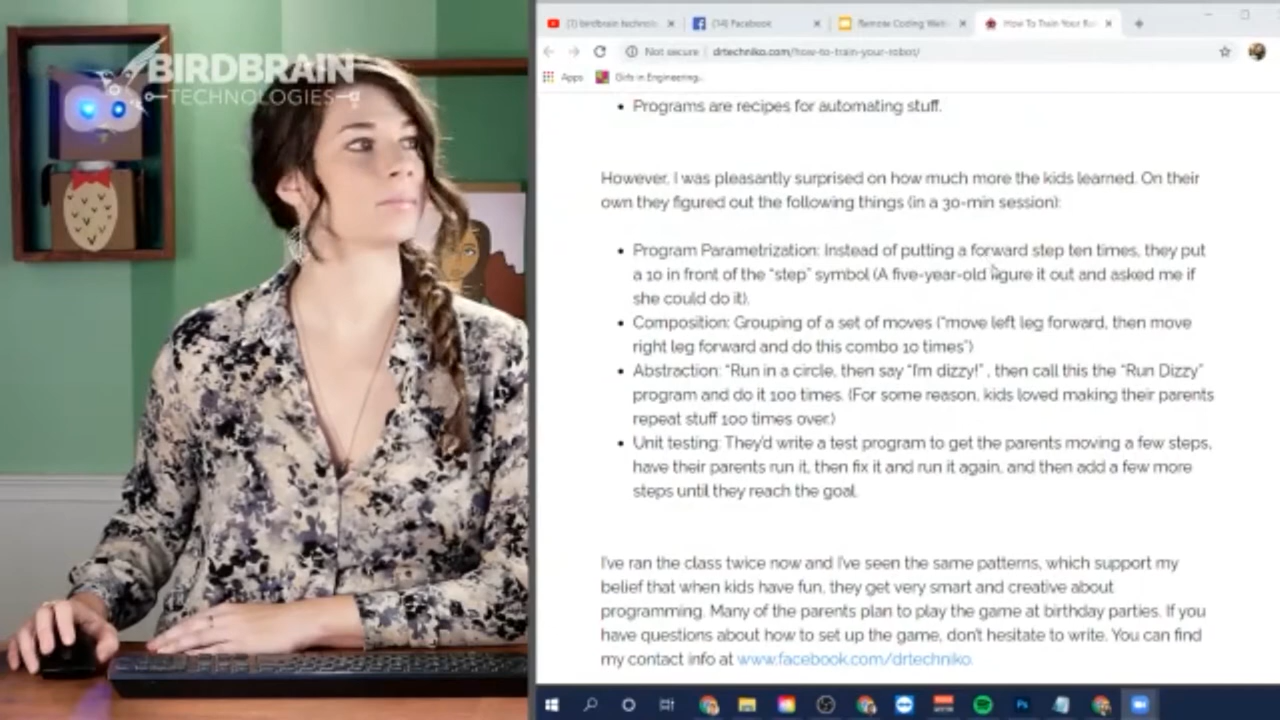 BIRDBRAIN
TECHNOLOGIES
(1) birdbrain technolo
(14) Facebook
Remote Coding Web
How To Train Your Ro
Not secure
drtechniko.com/how-to-train-your-robot/
Apps
Girls in Engineering...
• Programs are recipes for automating stuff.
However, I was pleasantly surprised on how much more the kids learned. On their
own they figured out the following things (in a 30-min session):
• Program Parametrization: Instead of putting a forward step ten times, they put
a 10 in front of the "step" symbol (A five-year-old figure it out and asked me if
she could do it).
• Composition: Grouping of a set of moves ("move left leg forward, then move
right leg forward and do this combo 10 times")
• Abstraction: "Run in a circle, then say "I'm dizzy!" , then call this the "Run Dizzy"
program and do it 100 times. (For some reason, kids loved making their parents
repeat stuff 100 times over.)
• Unit testing: They'd write a test program to get the parents moving a few steps,
have their parents run it, then fix it and run it again, and then add a few more
steps until they reach the goal.
I've ran the class twice now and I've seen the same patterns, which support my
belief that when kids have fun, they get very smart and creative about
programming. Many of the parents plan to play the game at birthday parties. If you
have questions about how to set up the game, don't hesitate to write. You can find
my contact info at www.facebook.com/drtechniko.